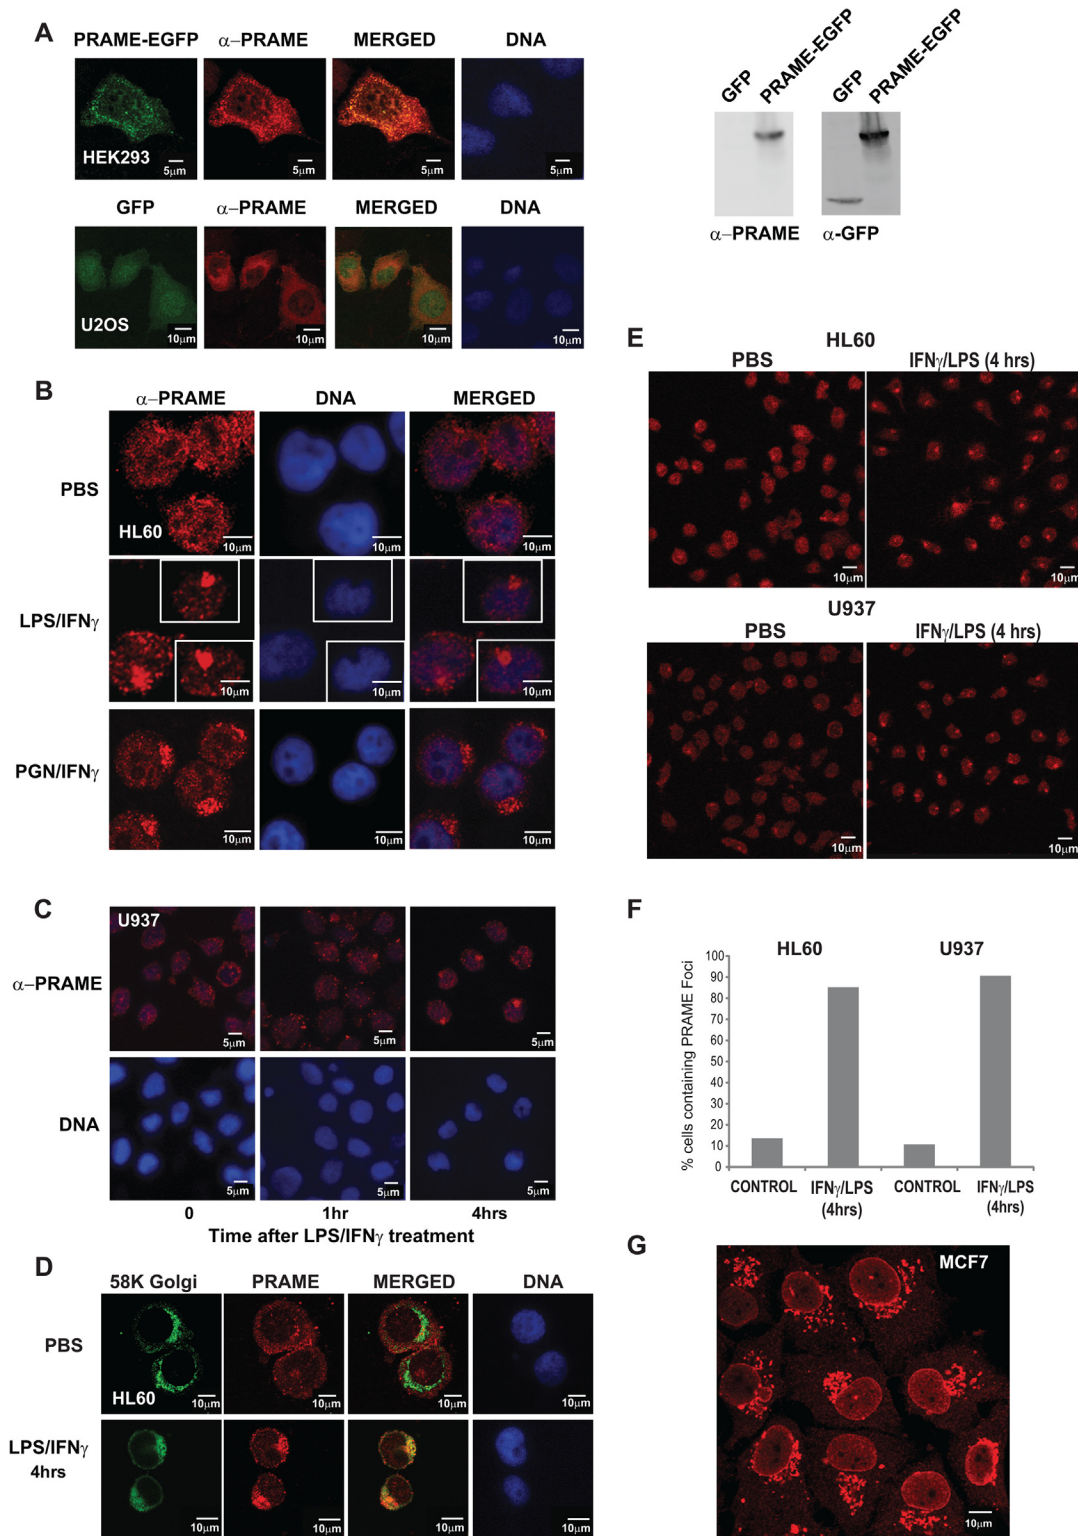 A
PRAME-EGFP α–PRAME MERGED DNA
HEK293
5μm 5μm 5μm 5μm
GFP α–PRAME MERGED DNA
U2OS
10μm 10μm 10μm 10μm
GFP PRAME-EGFP GFP PRAME-EGFP
α–PRAME α-GFP
B
α–PRAME DNA MERGED
PBS
HL60
10μm 10μm 10μm
LPS/IFNγ
10μm 10μm 10μm
PGN/IFNγ
10μm 10μm 10μm
C
U937
α–PRAME
5μm 5μm 5μm
DNA
5μm 5μm 5μm
0 1hr 4hrs
Time after LPS/IFNγ treatment
D
58K Golgi PRAME MERGED DNA
PBS
HL60
10μm 10μm 10μm 10μm
LPS/IFNγ
4hrs
10μm 10μm 10μm 10μm
E
HL60
PBS IFNγ/LPS (4 hrs)
10μm 10μm
U937
PBS IFNγ/LPS (4 hrs)
10μm 10μm
F
HL60 U937
% cells containing PRAME Foci
100
90
80
70
60
50
40
30
20
10
0
CONTROL IFNγ/LPS CONTROL IFNγ/LPS
(4hrs) (4hrs)
G
MCF7
10μm